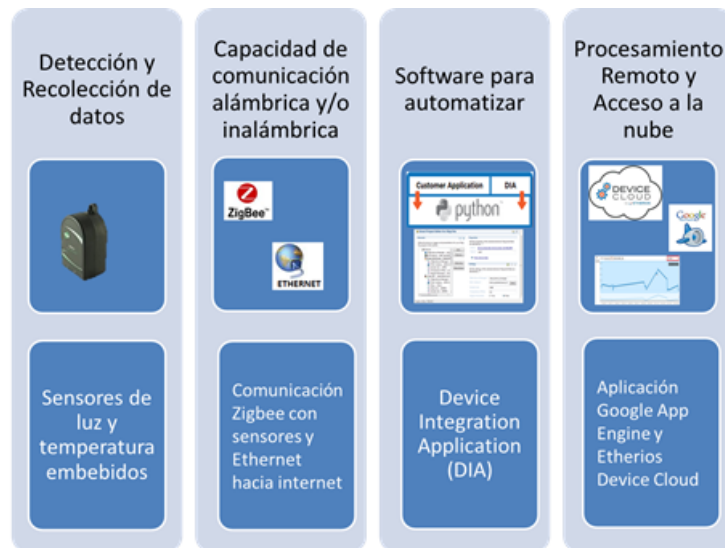 Detección y
Recolección de
datos
Sensores de
luz y
temperatura
embebidos
Capacidad de
comunicación
alámbrica y/o
inalámbrica
ZigBee™
ETHERNET
Comunicación
Zigbee con
sensores y
Ethernet
hacia internet
Software para
automatizar
Customer Application
DIA
python™
Device
Integration
Application
(DIA)
Procesamiento
Remoto y
Acceso a la
nube
DEVICE
CLOUD
Google
Aplicación
Google App
Engine y
Etherios
Device Cloud